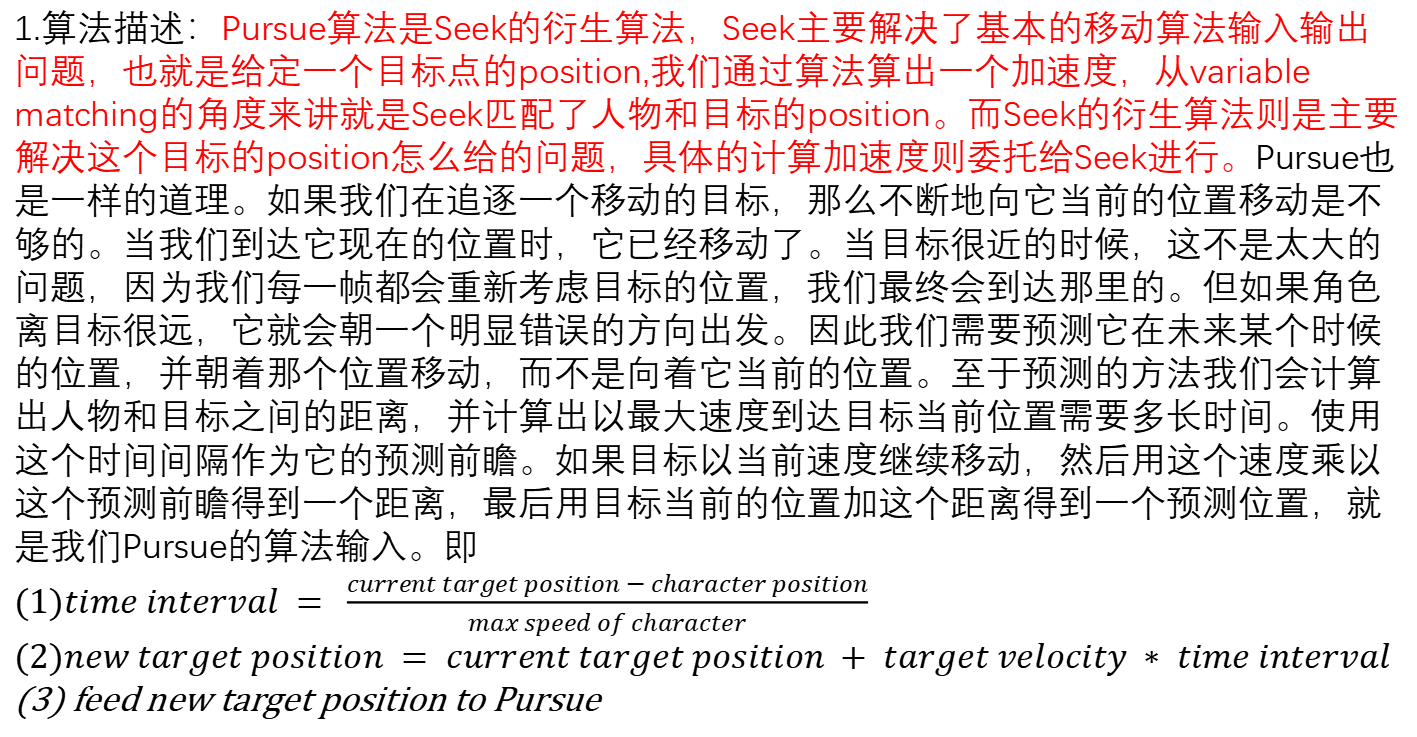 1.算法描述：Pursue算法是Seek的衍生算法，Seek主要解决了基本的移动算法输入输出
问题，也就是给定一个目标点的position,我们通过算法算出一个加速度，从variable
matching的角度来讲就是Seek匹配了人物和目标的position。而Seek的衍生算法则是主要
解决这个目标的position怎么给的问题，具体的计算加速度则委托给Seek进行。Pursue也
是一样的道理。如果我们在追逐一个移动的目标，那么不断地向它当前的位置移动是不
够的。当我们到达它现在的位置时，它已经移动了。当目标很近的时候，这不是太大的
问题，因为我们每一帧都会重新考虑目标的位置，我们最终会到达那里的。但如果角色
离目标很远，它就会朝一个明显错误的方向出发。因此我们需要预测它在未来某个时候
的位置，并朝着那个位置移动，而不是向着它当前的位置。至于预测的方法我们会计算
出人物和目标之间的距离，并计算出以最大速度到达目标当前位置需要多长时间。使用
这个时间间隔作为它的预测前瞻。如果目标以当前速度继续移动，然后用这个速度乘以
这个预测前瞻得到一个距离，最后用目标当前的位置加这个距离得到一个预测位置，就
是我们Pursue的算法输入。即
(1)time interval = \frac{current target position − character position}{max speed of character}
(2)new target position = current target position + target velocity * time interval
(3) feed new target position to Pursue